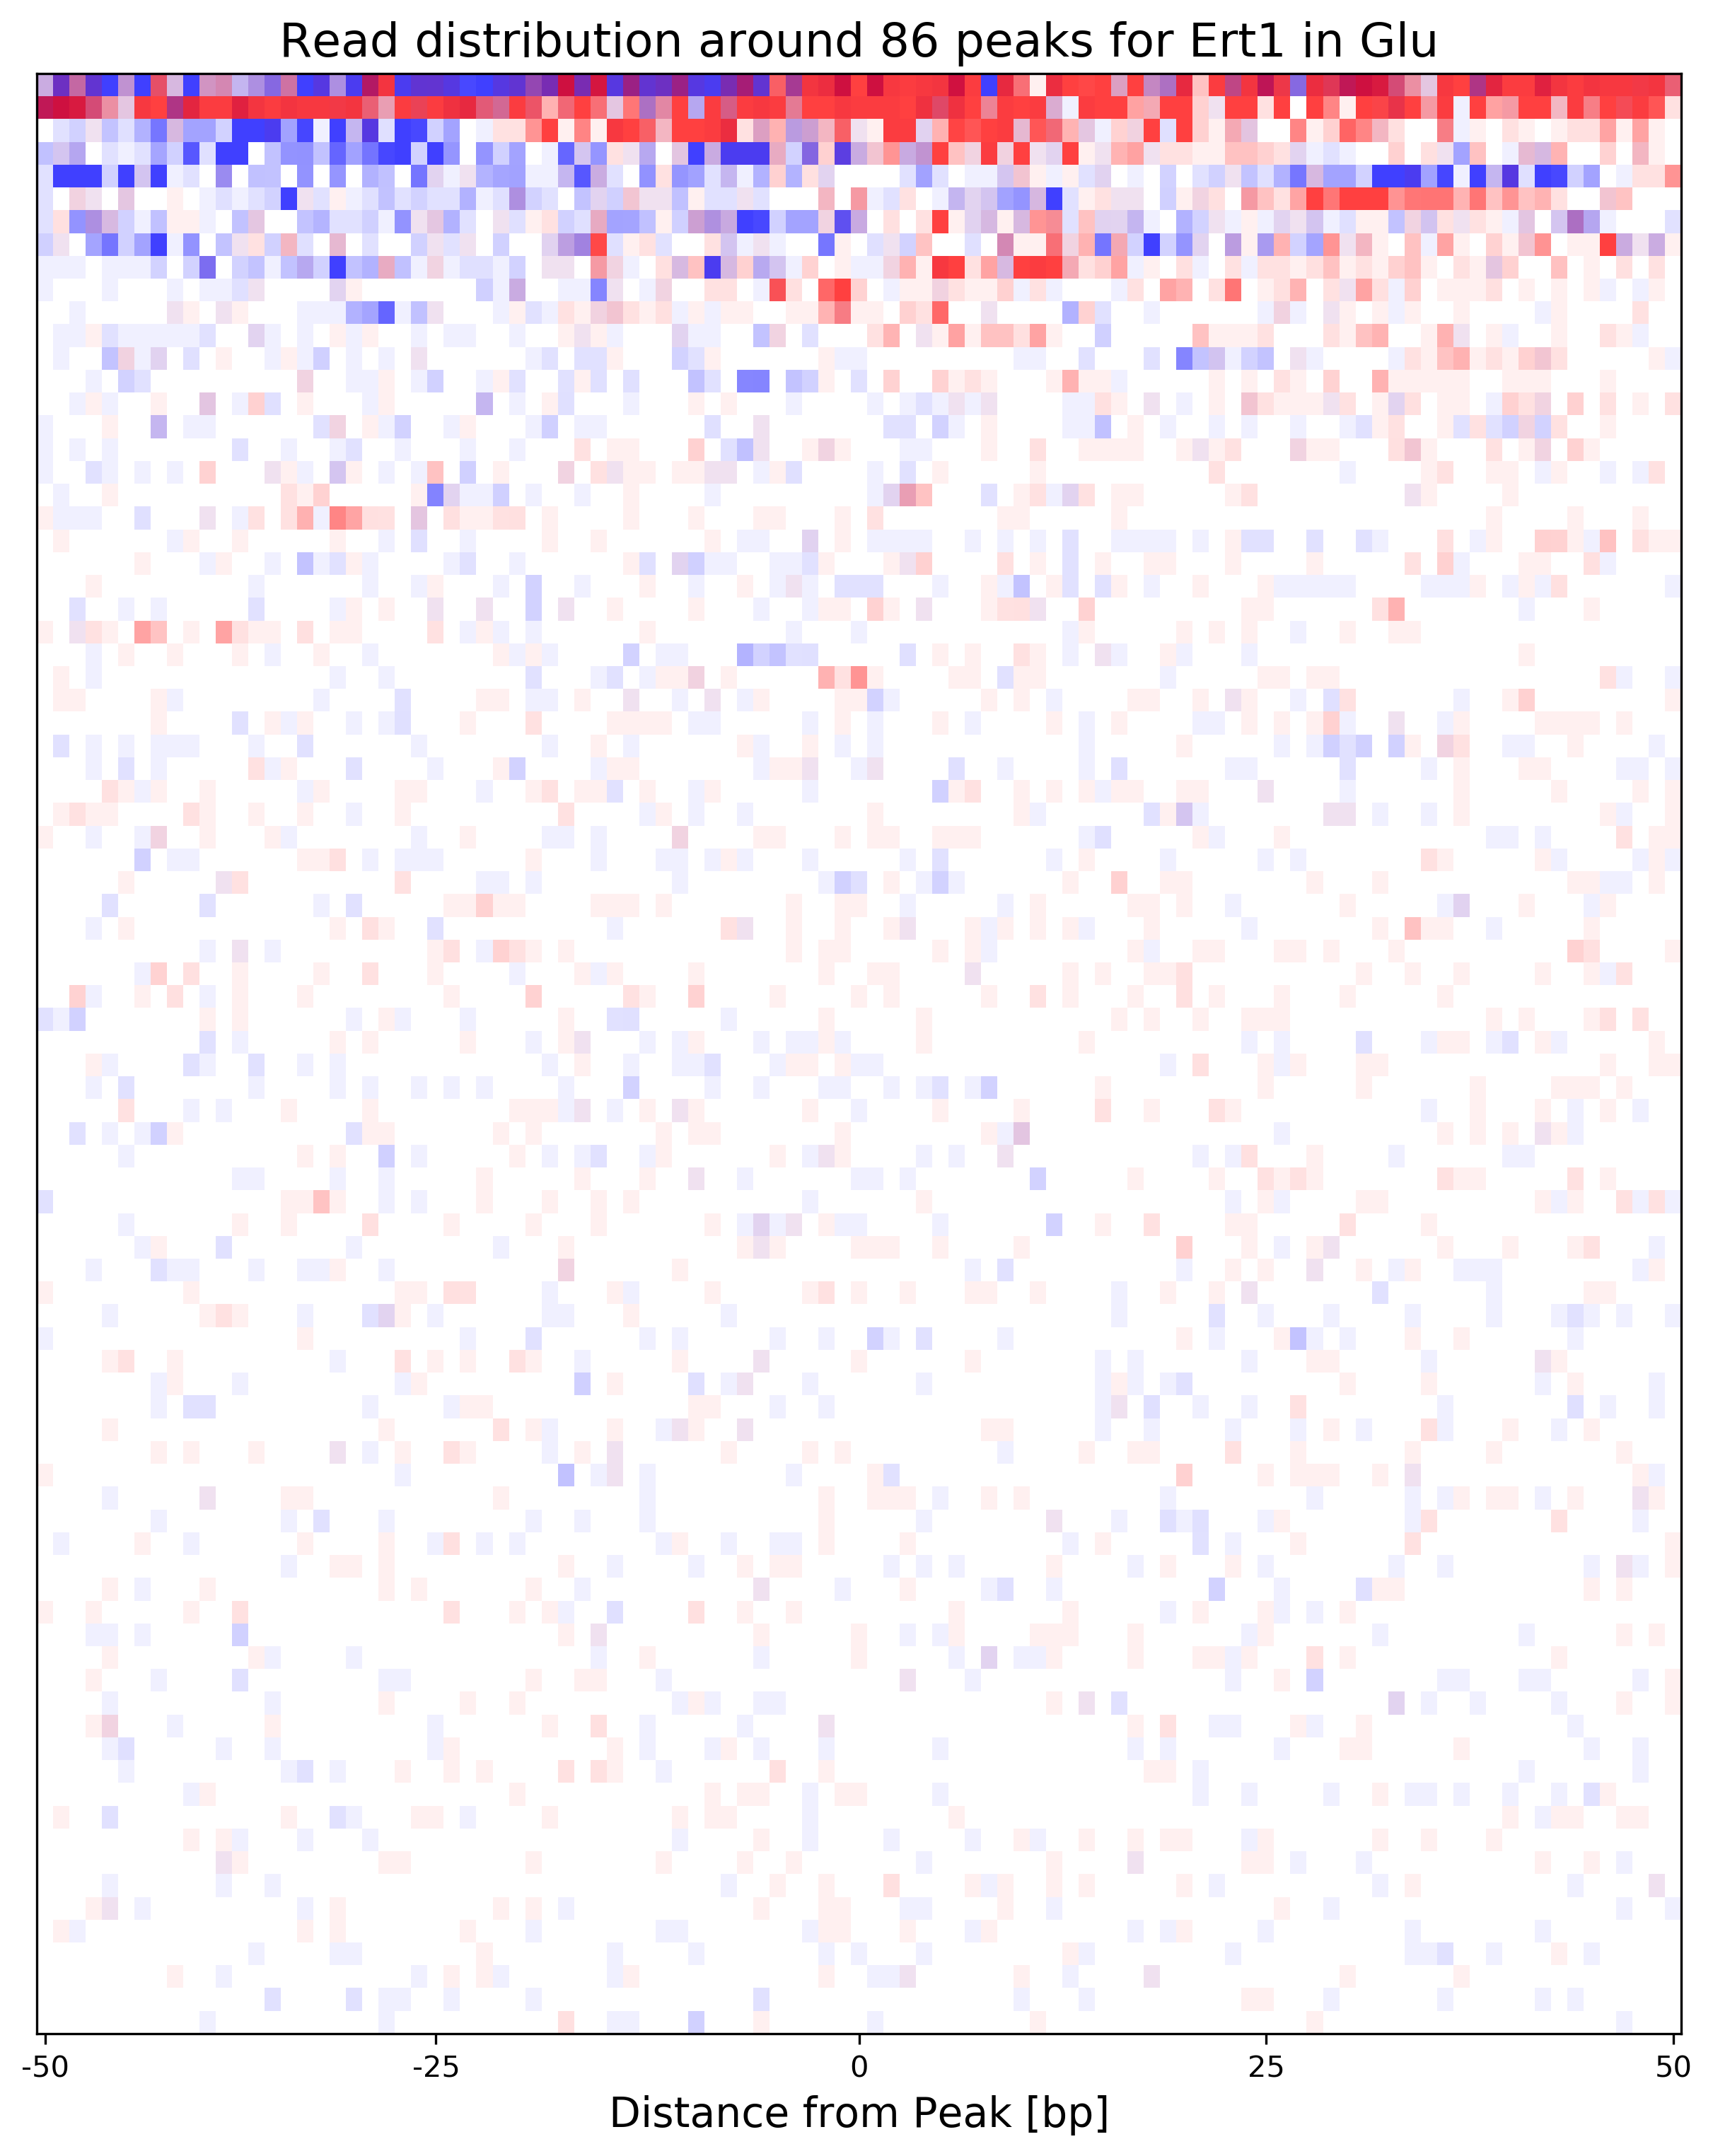 Read distribution around 86 peaks for Ert1 in Glu
-50 -25 0 25 50
Distance from Peak [bp]